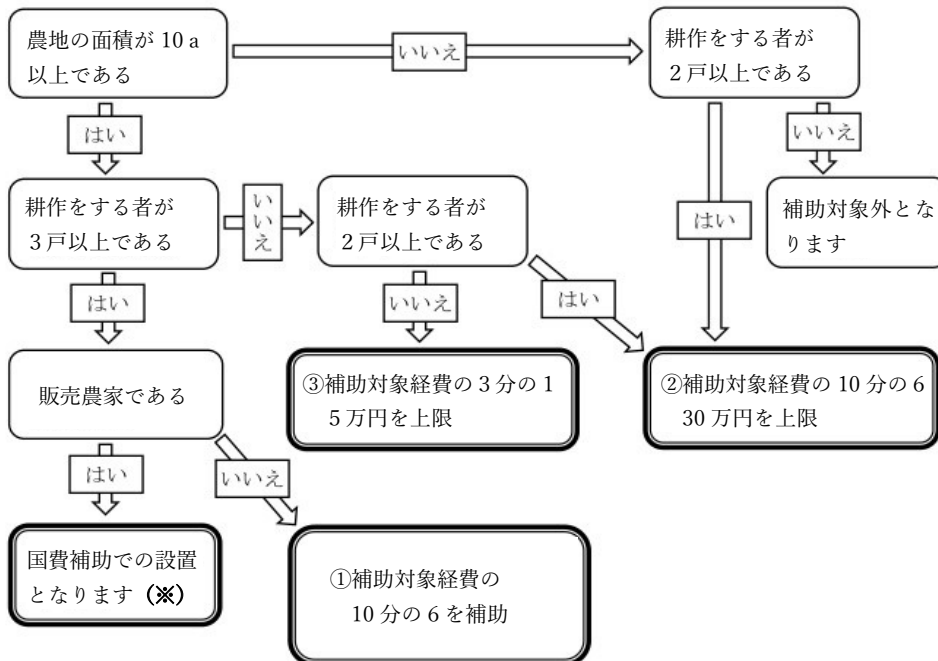 農地の面積が 10 a
以上である
いいえ
耕作をする者が
２戸以上である
はい
いいえ
耕作をする者が
３戸以上である
いいえ
耕作をする者が
２戸以上である
はい
補助対象外とな
ります
はい
いいえ
はい
販売農家である
③補助対象経費の３分の１
５万円を上限
②補助対象経費の 10 分の６
30 万円を上限
はい
いいえ
国費補助での設置
となります（※）
①補助対象経費の
10 分の６を補助